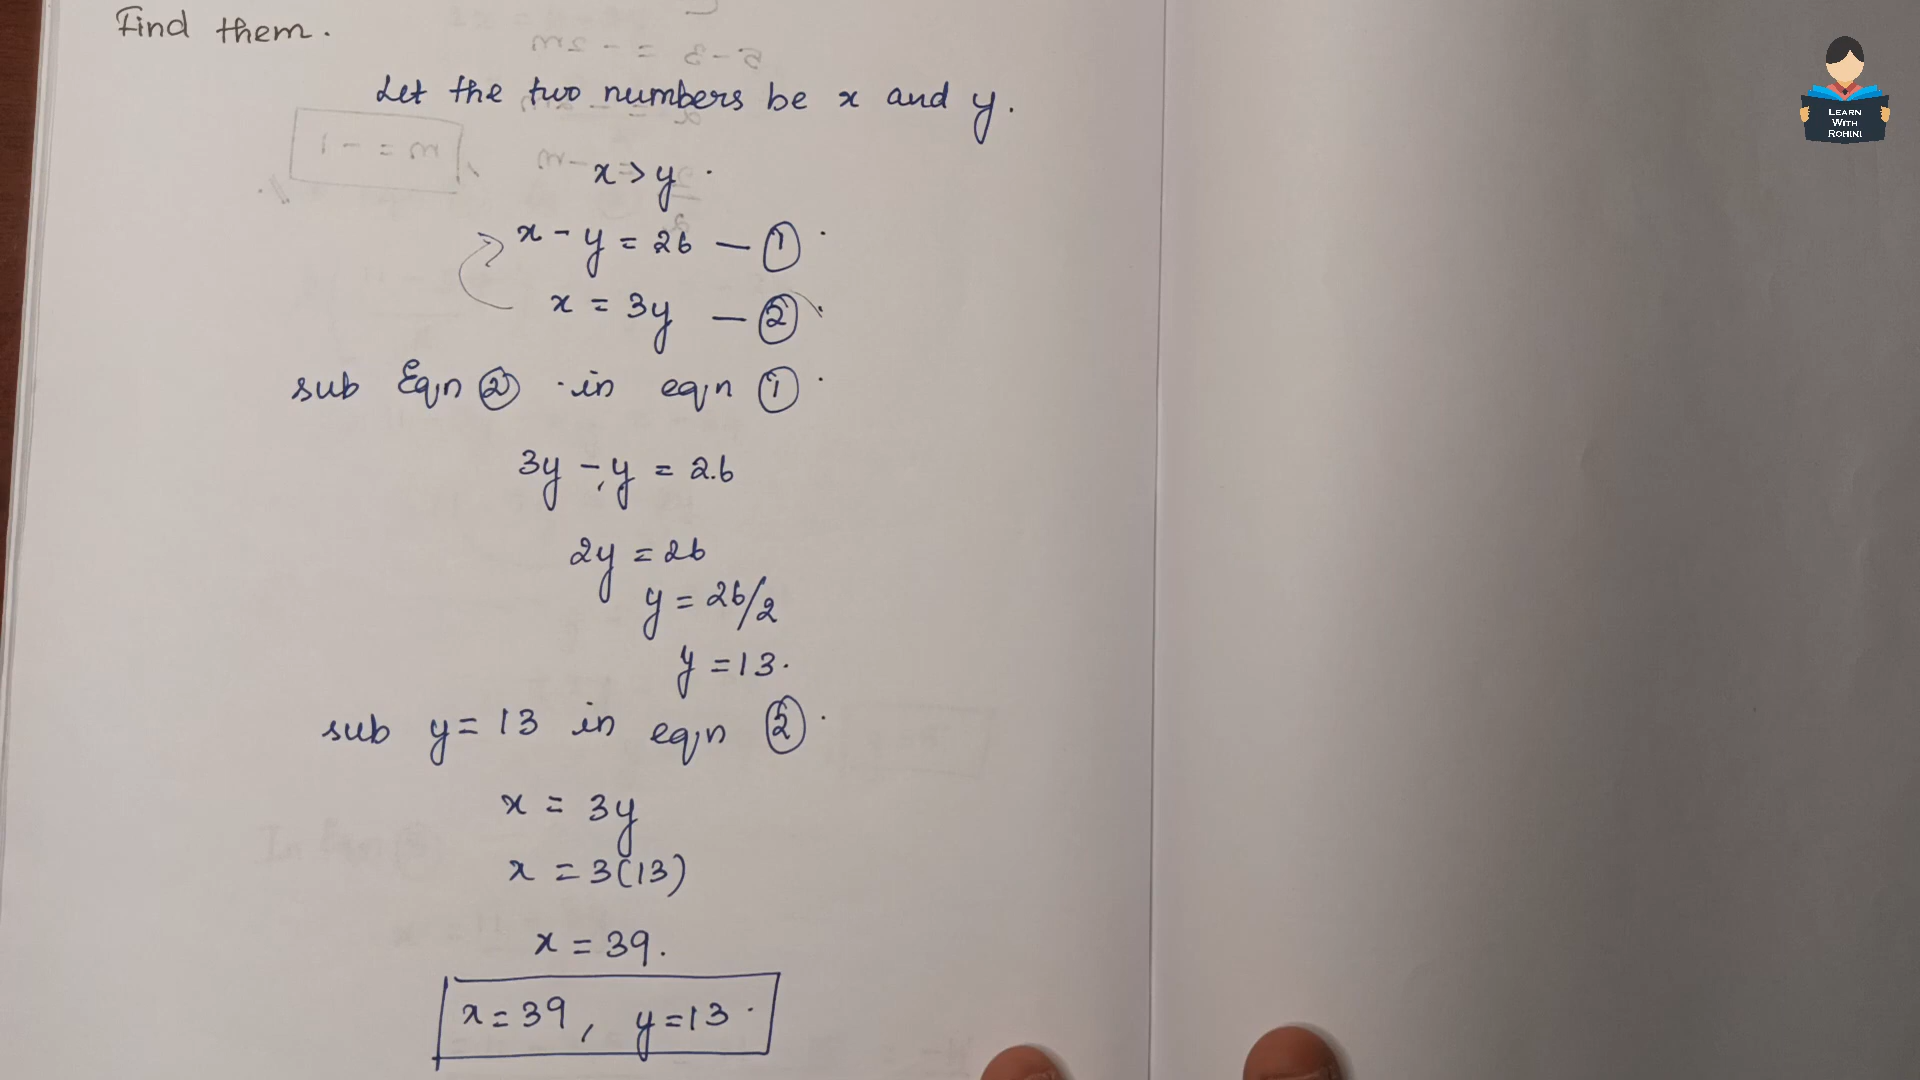 Find them.
Let the two numbers be x and y.
x > y.
x - y = 26 — ①
x = 3y — ②
sub Eqn ② in eqn ①
3y - y = 26
2y = 26
y = 26/2
y = 13.
sub y = 13 in eqn ②
x = 3y
x = 3(13)
x = 39.
x = 39, y = 13.
LEARN
WITH
ROHINI